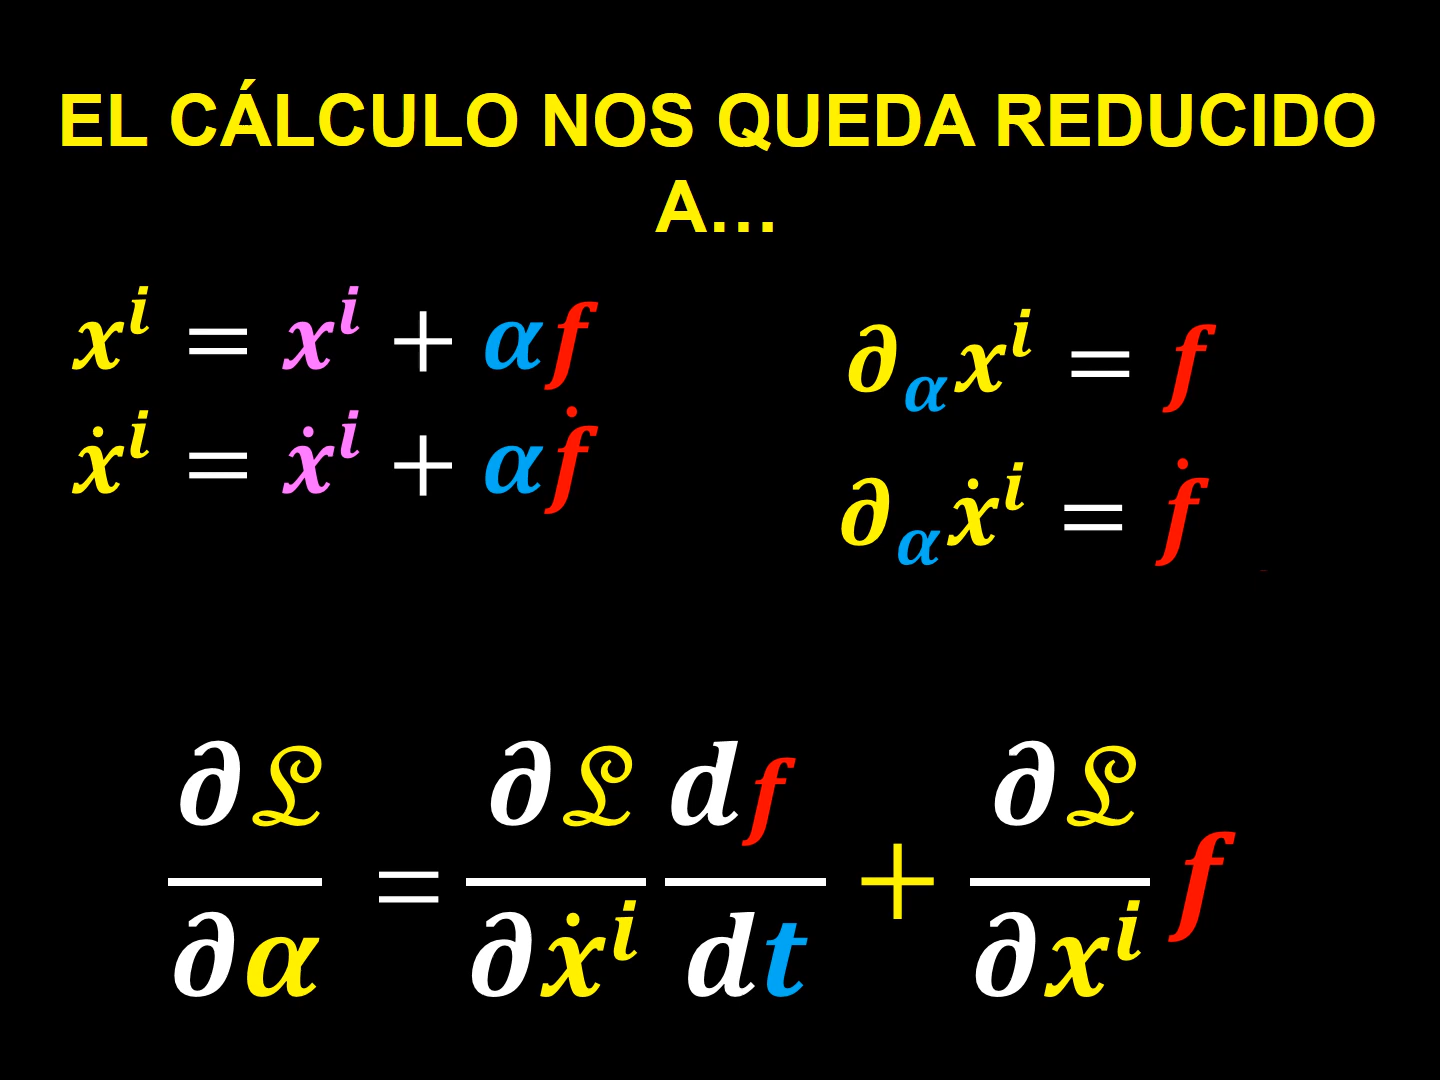 EL CÁLCULO NOS QUEDA REDUCIDO
A…
xⁱ = xⁱ + αf
ẋⁱ = ẋⁱ + αḟ
∂_α xⁱ = f
∂_α ẋⁱ = ḟ
∂ℒ/∂α = ∂ℒ/∂ẋⁱ df/dt + ∂ℒ/∂xⁱ f